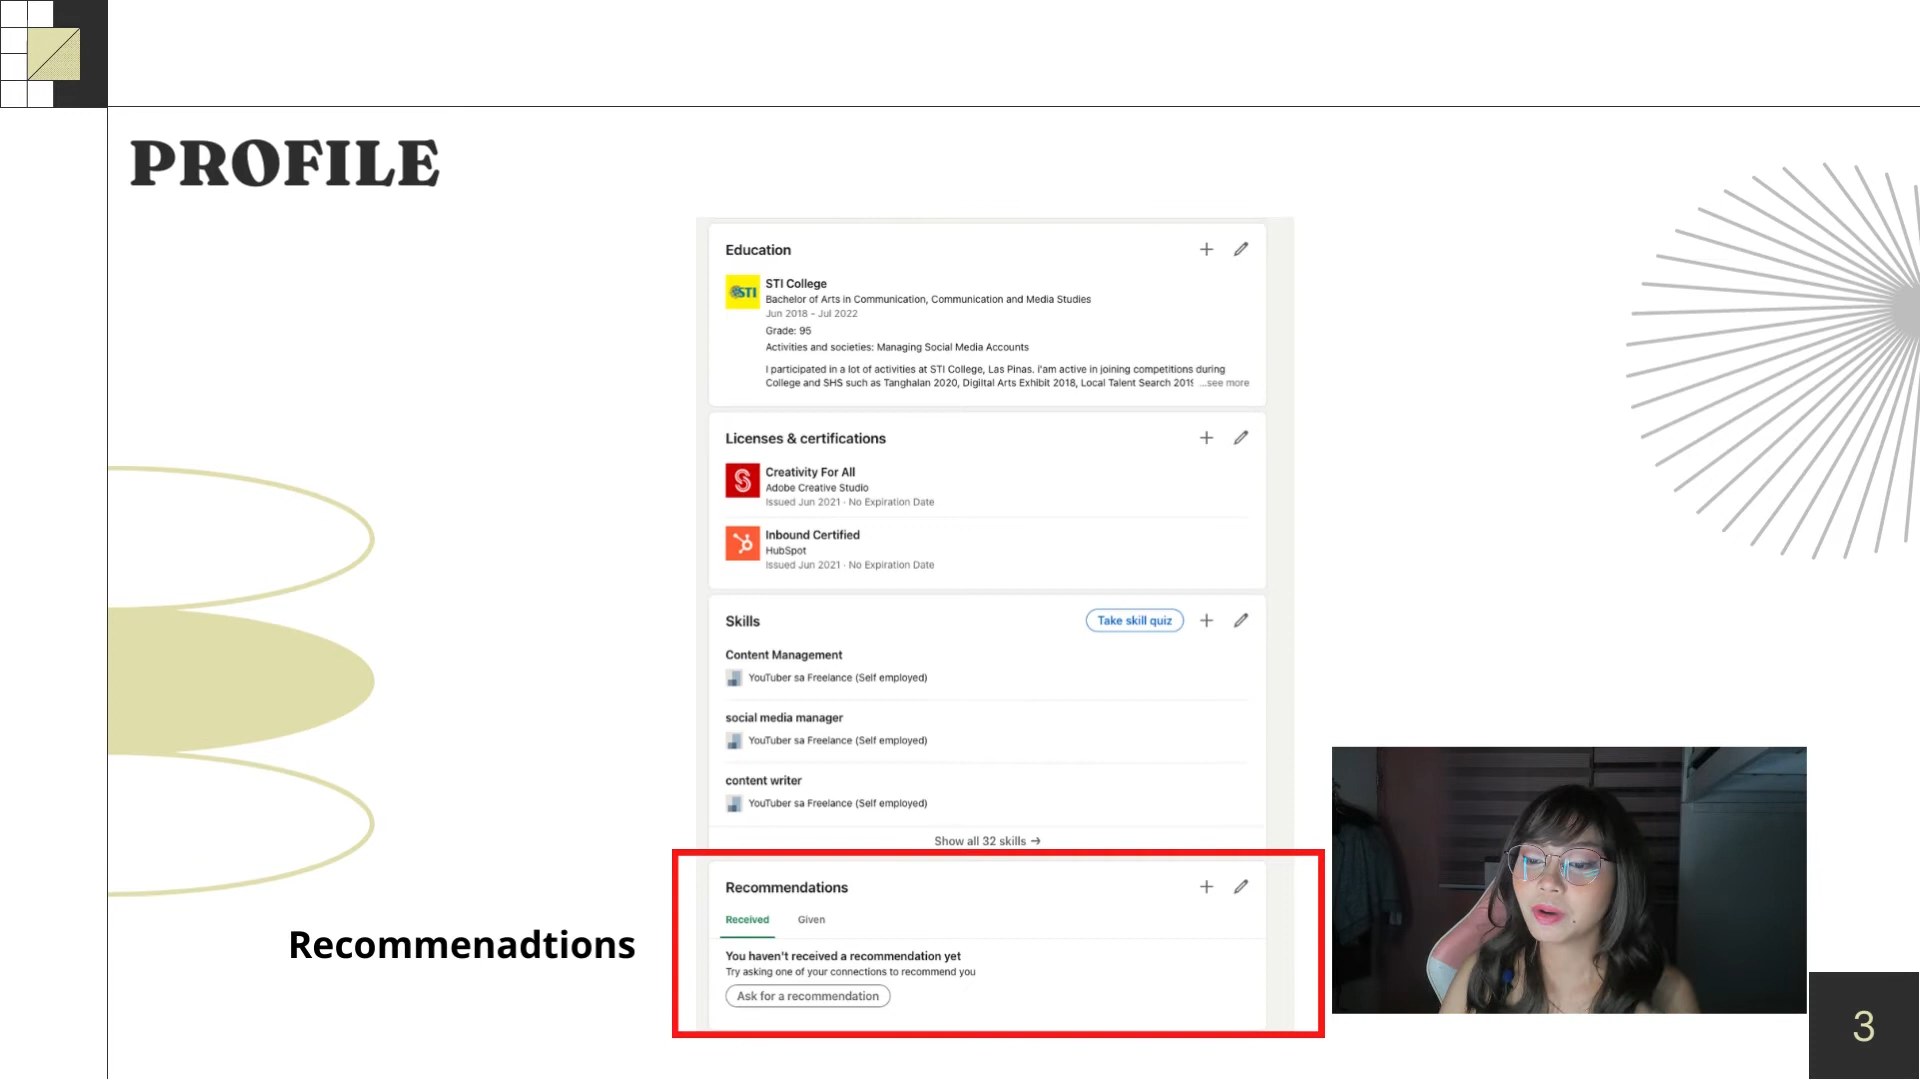 PROFILE
Education
STI
STI College
Bachelor of Arts in Communication, Communication and Media Studies
Jun 2018 - Jul 2022
Grade: 95
Activities and societies: Managing Social Media Accounts
I participated in a lot of activities at STI College, Las Pinas. i'am active in joining competitions during
College and SHS such as Tanghalan 2020, Digiltal Arts Exhibit 2018, Local Talent Search 2019 ...see more
Licenses & certifications
Creativity For All
Adobe Creative Studio
Issued Jun 2021 · No Expiration Date
Inbound Certified
HubSpot
Issued Jun 2021 · No Expiration Date
Skills
Take skill quiz
Content Management
YouTuber sa Freelance (Self employed)
social media manager
YouTuber sa Freelance (Self employed)
content writer
YouTuber sa Freelance (Self employed)
Show all 32 skills →
Recommendations
Received Given
Recommenadtions
You haven't received a recommendation yet
Try asking one of your connections to recommend you
Ask for a recommendation
3